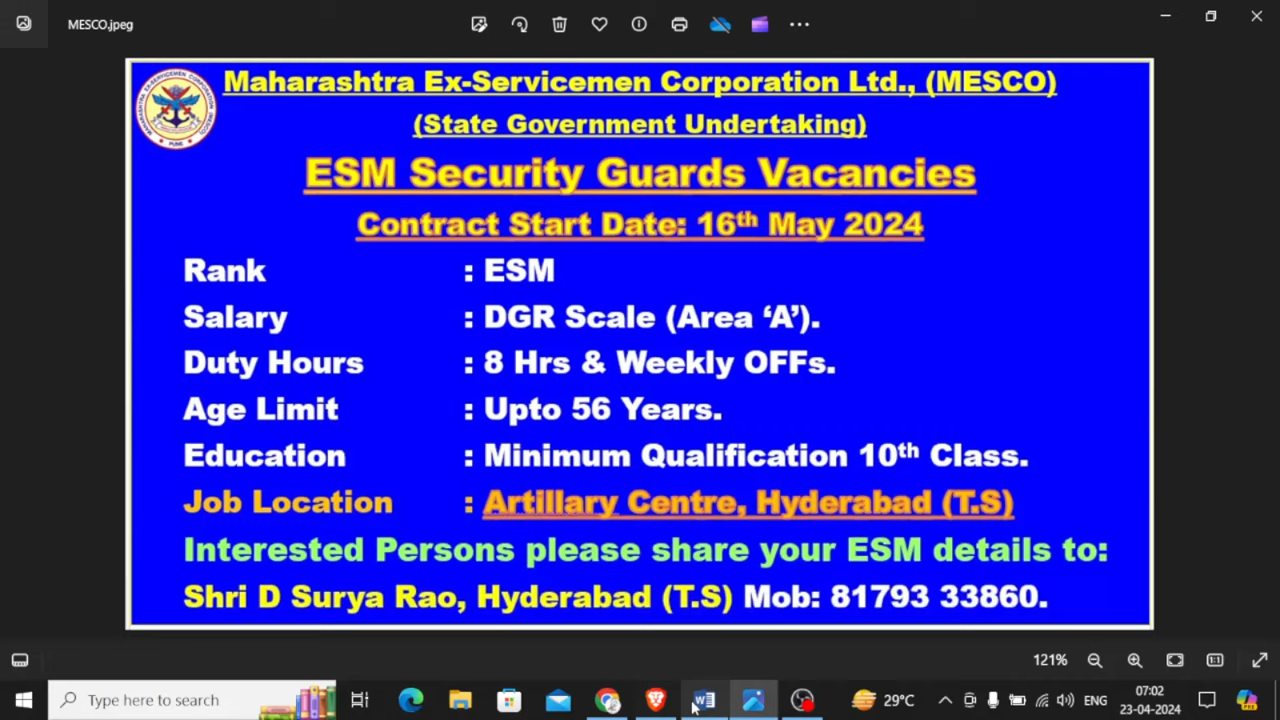 MESCO.jpeg
Maharashtra Ex-Servicemen Corporation Ltd., (MESCO)
(State Government Undertaking)
ESM Security Guards Vacancies
Contract Start Date: 16th May 2024
Rank : ESM
Salary : DGR Scale (Area ‘A’).
Duty Hours : 8 Hrs & Weekly OFFs.
Age Limit : Upto 56 Years.
Education : Minimum Qualification 10th Class.
Job Location : Artillary Centre, Hyderabad (T.S)
Interested Persons please share your ESM details to:
Shri D Surya Rao, Hyderabad (T.S) Mob: 81793 33860.
121%
Type here to search
29°C
ENG
07:02
23-04-2024